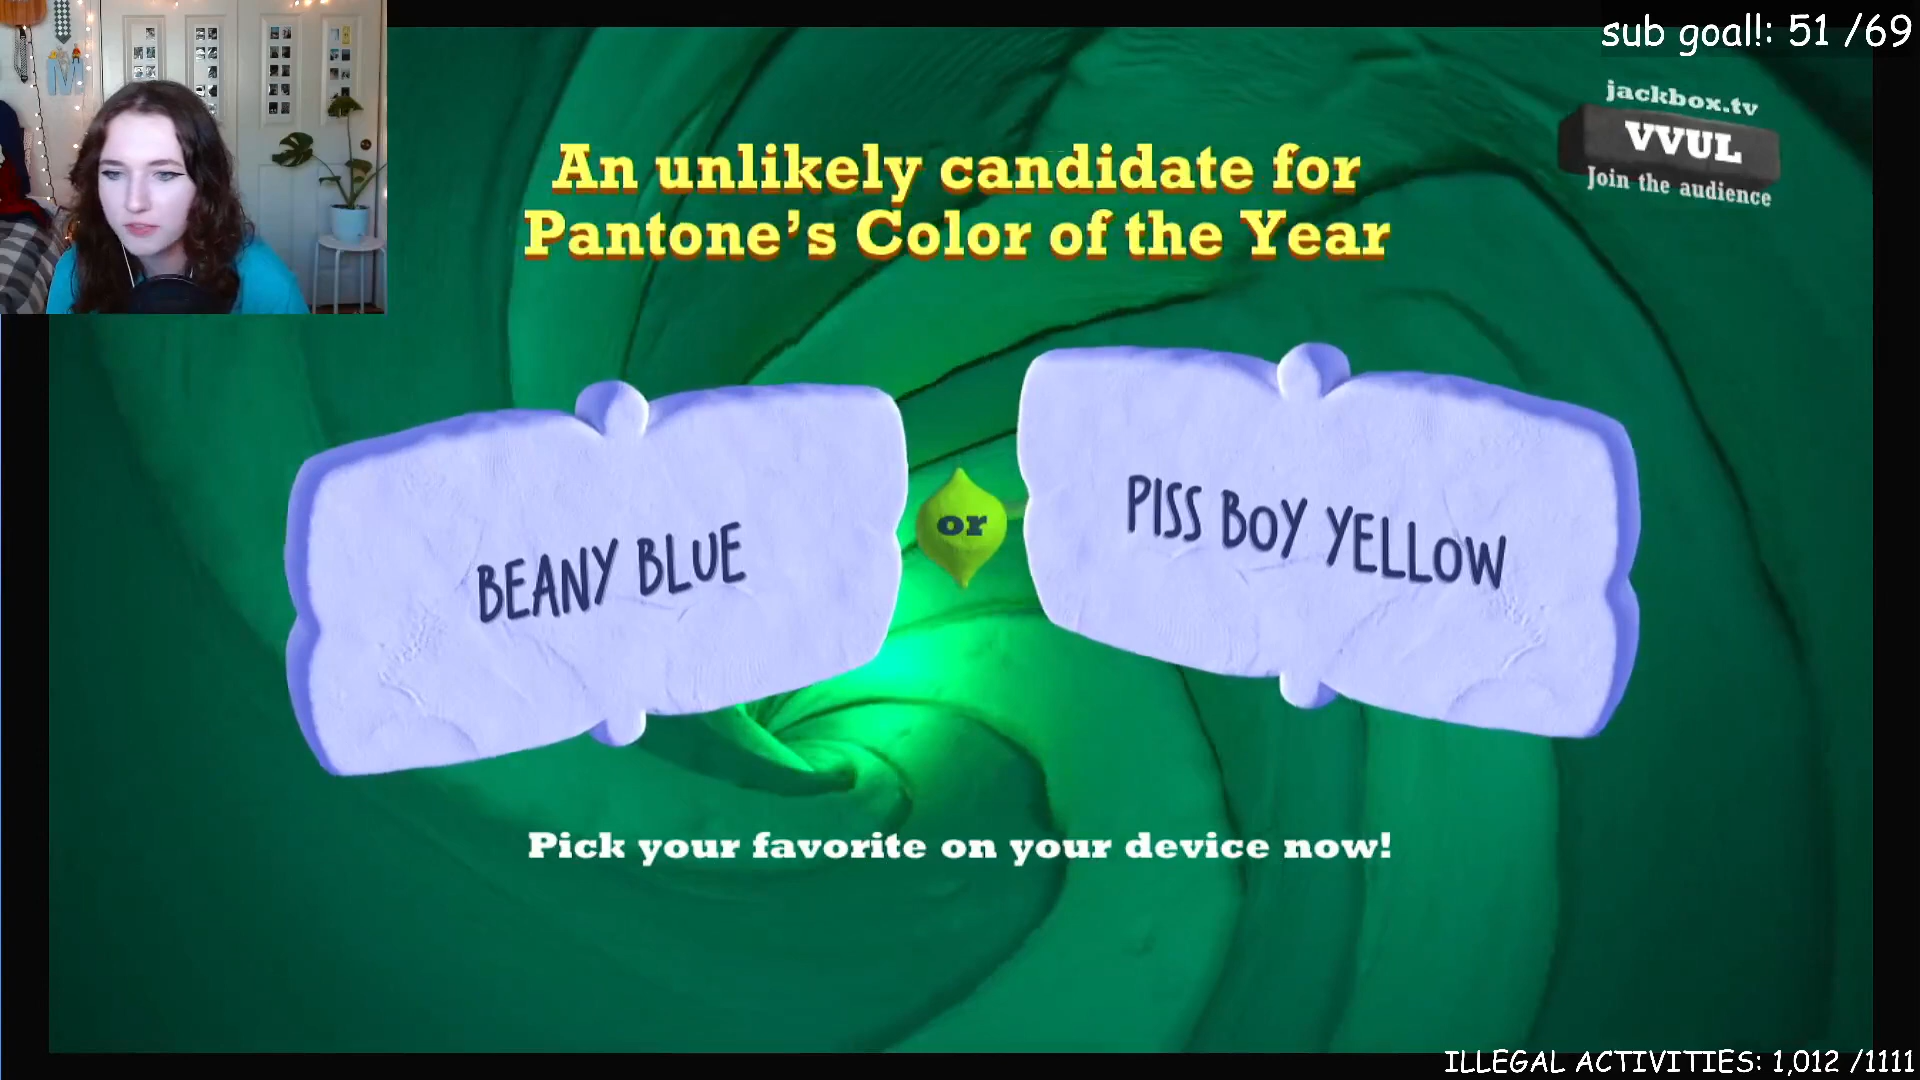 sub goal!: 51 /69
jackbox.tv
VVUL
Join the audience
An unlikely candidate for
Pantone's Color of the Year
BEANY BLUE
or
PISS BOY YELLOW
Pick your favorite on your device now!
ILLEGAL ACTIVITIES: 1,012 /1111